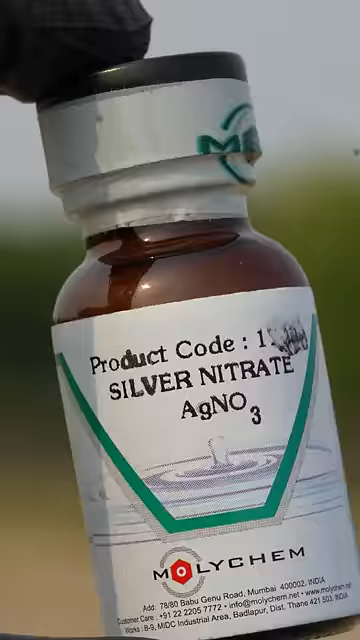 Product Code : 1
SILVER NITRATE
AgNO3
MOLYCHEM
Add: 78/80 Babu Genu Road, Mumbai 400002. INDIA
Customer Care : +91 22 2205 7772 • info@molychem.net • www.molychem.net
Works : B-9, MIDC Industrial Area, Badlapur, Dist. Thane 421 503. INDIA